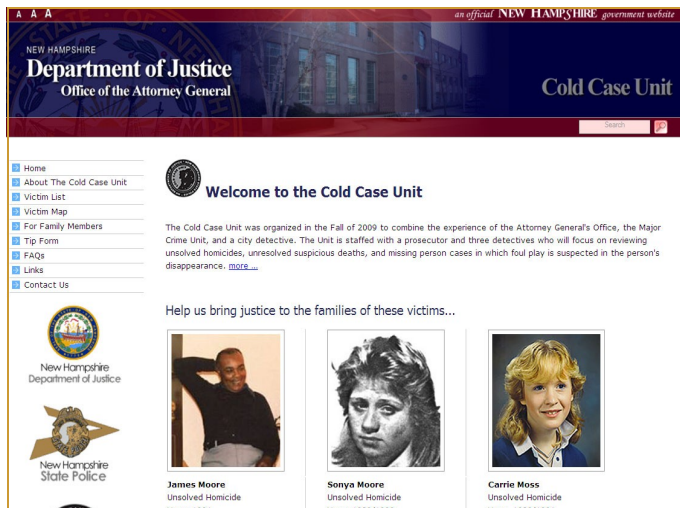 A A A
an official NEW HAMPSHIRE government website
NEW HAMPSHIRE
Department of Justice
Office of the Attorney General
Cold Case Unit
Search
Home
About The Cold Case Unit
Victim List
Victim Map
For Family Members
Tip Form
FAQs
Links
Contact Us
Welcome to the Cold Case Unit
The Cold Case Unit was organized in the Fall of 2009 to combine the experience of the Attorney General's Office, the Major
Crime Unit, and a city detective. The Unit is staffed with a prosecutor and three detectives who will focus on reviewing
unsolved homicides, unresolved suspicious deaths, and missing person cases in which foul play is suspected in the person's
disappearance. more ...
Help us bring justice to the families of these victims...
New Hampshire
Department of Justice
New Hampshire
State Police
James Moore
Unsolved Homicide
Sonya Moore
Unsolved Homicide
Carrie Moss
Unsolved Homicide